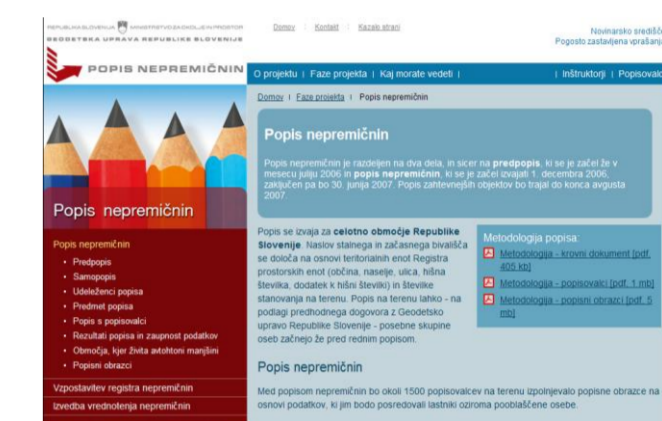 REPUBLIKA SLOVENIJA MINISTRSTVO ZA OKOLJE IN PROSTOR
GEODETSKA UPRAVA REPUBLIKE SLOVENIJE
Domov Kontakt Kazalo strani
Novinarsko središč
Pogosto zastavljena vprašanj
POPIS NEPREMIČNIN
O projektu | Faze projekta | Kaj morate vedeti |
| Inštruktorji | Popisovalc
Domov | Faze projekta | Popis nepremičnin
Popis nepremičnin
Popis nepremičnin je razdeljen na dva dela, in sicer na predpopis, ki se je začel že v
mesecu juliju 2006 in popis nepremičnin, ki se je začel izvajati 1. decembra 2006,
zaključen pa bo 30. junija 2007. Popis zahtevnejših objektov bo trajal do konca avgusta
2007.
Popis nepremičnin
Popis nepremičnin
• Predpopis
• Samopopis
• Udeleženci popisa
• Predmet popisa
• Popis s popisovalci
• Rezultati popisa in zaupnost podatkov
• Območja, kjer živita avtohtoni manjšini
• Popisni obrazci
Vzpostavitev registra nepremičnin
Izvedba vrednotenja nepremičnin
Popis se izvaja za celotno območje Republike
Slovenije. Naslov stalnega in začasnega bivališča
se določa na osnovi teritorialnih enot Registra
prostorskih enot (občina, naselje, ulica, hišna
številka, dodatek k hišni številki) in številke
stanovanja na terenu. Popis na terenu lahko - na
podlagi predhodnega dogovora z Geodetsko
upravo Republike Slovenije - posebne skupine
oseb začnejo že pred rednim popisom.
Metodologija popisa:
Metodologija - krovni dokument [pdf,
405 kb]
Metodologija - popisovalci [pdf, 1 mb]
Metodologija - popisni obrazci [pdf, 5
mb]
Popis nepremičnin
Med popisom nepremičnin bo okoli 1500 popisovalcev na terenu izpolnjevalo popisne obrazce na
osnovi podatkov, ki jim bodo posredovali lastniki oziroma pooblaščene osebe.